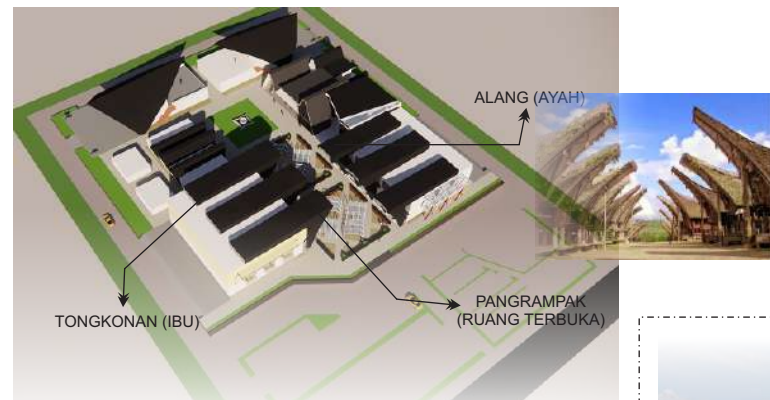 ALANG (AYAH)
TONGKONAN (IBU)
PANGRAMPAK
(RUANG TERBUKA)